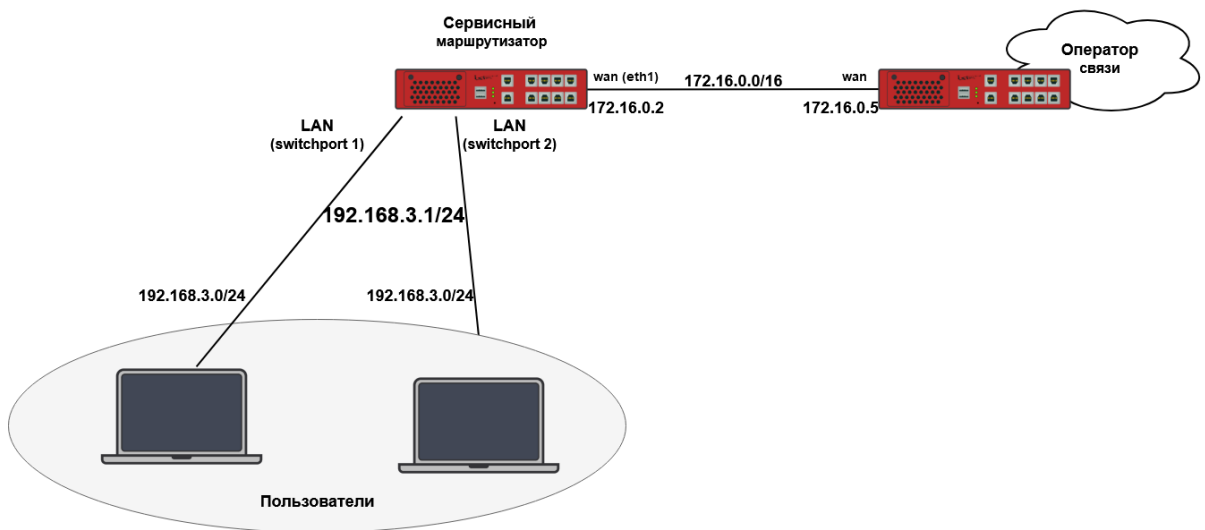 Сервисный
маршрутизатор
Оператор
связи
wan (eth1)
172.16.0.0/16
wan
172.16.0.2
172.16.0.5
LAN
(switchport 1)
LAN
(switchport 2)
192.168.3.1/24
192.168.3.0/24
192.168.3.0/24
Пользователи